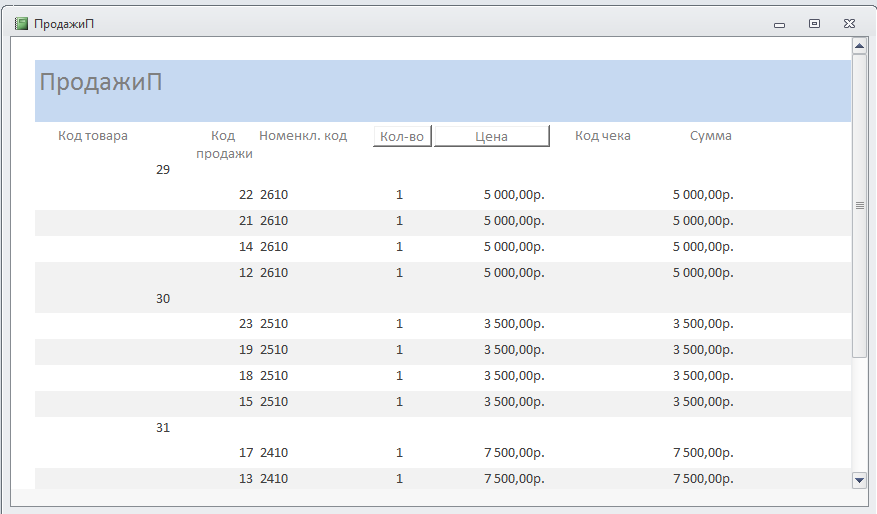 ПродажиП
ПродажиП
Код товара Код продажи Номенкл. код Кол-во Цена Код чека Сумма
29
22 2610 1 5 000,00р. 5 000,00р.
21 2610 1 5 000,00р. 5 000,00р.
14 2610 1 5 000,00р. 5 000,00р.
12 2610 1 5 000,00р. 5 000,00р.
30
23 2510 1 3 500,00р. 3 500,00р.
19 2510 1 3 500,00р. 3 500,00р.
18 2510 1 3 500,00р. 3 500,00р.
15 2510 1 3 500,00р. 3 500,00р.
31
17 2410 1 7 500,00р. 7 500,00р.
13 2410 1 7 500,00р. 7 500,00р.